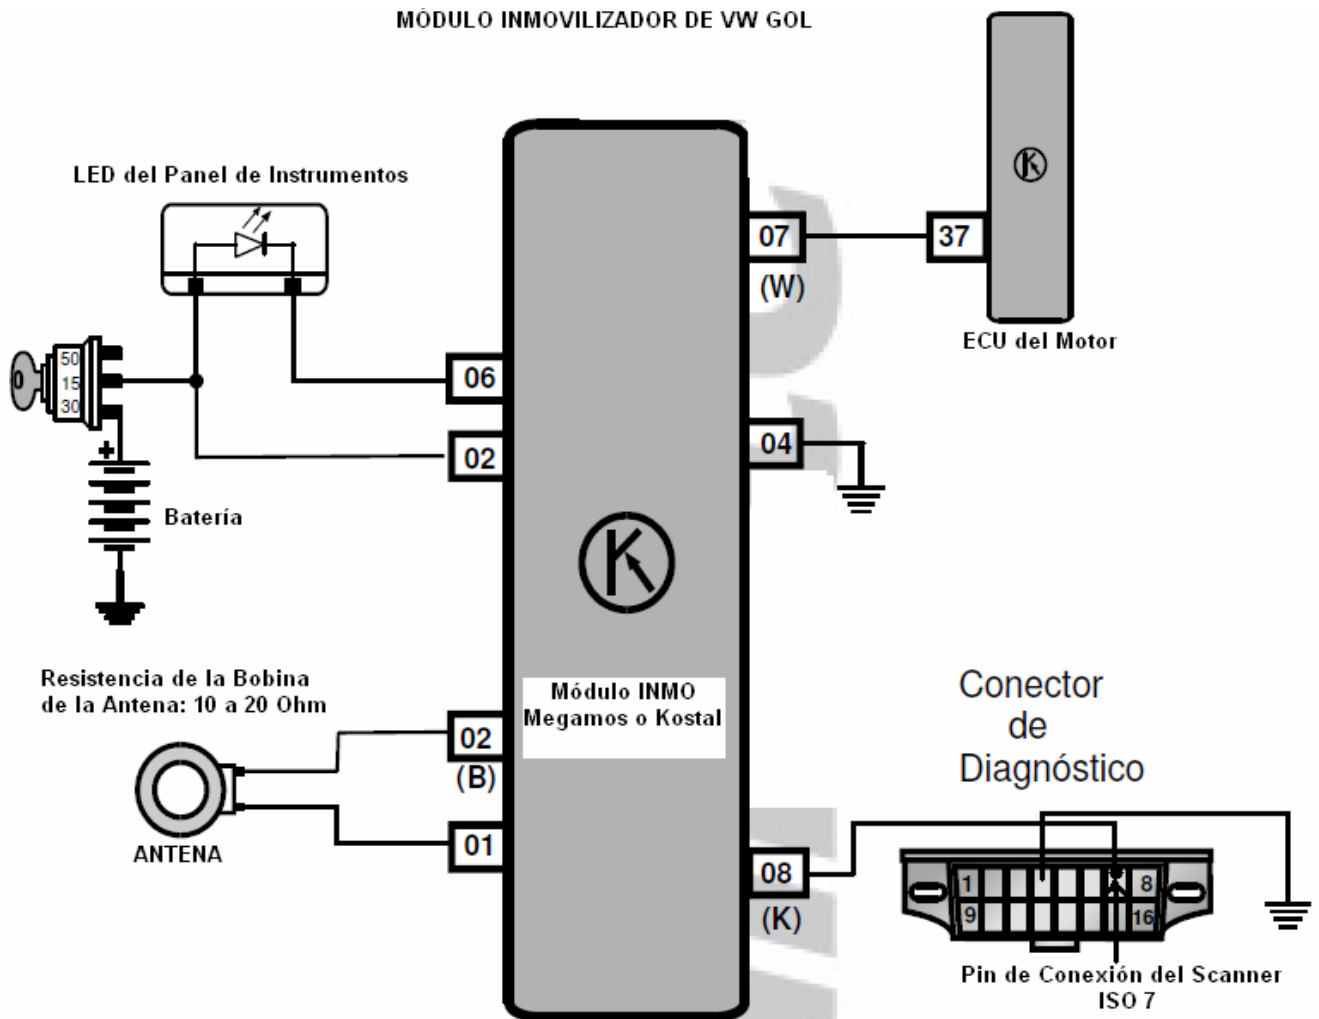 MÓDULO INMOVILIZADOR DE VW GOL
LED del Panel de Instrumentos
50
15
30
+
Batería
06
02
07
(W)
37
ECU del Motor
04
K
Módulo INMO
Megamos o Kostal
Resistencia de la Bobina
de la Antena: 10 a 20 Ohm
02
(B)
01
ANTENA
08
(K)
Conector
de
Diagnóstico
1
8
9
16
Pin de Conexión del Scanner
ISO 7